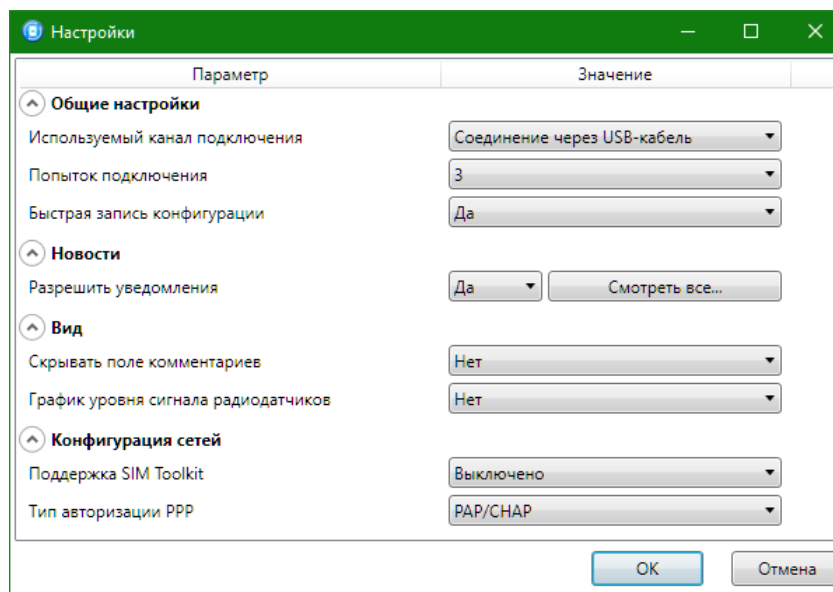 Настройки
Параметр Значение
Общие настройки
Используемый канал подключения Соединение через USB-кабель
Попыток подключения 3
Быстрая запись конфигурации Да
Новости
Разрешить уведомления Да Смотреть все...
Вид
Скрывать поле комментариев Нет
График уровня сигнала радиодатчиков Нет
Конфигурация сетей
Поддержка SIM Toolkit Выключено
Тип авторизации PPP PAP/CHAP
OK Отмена